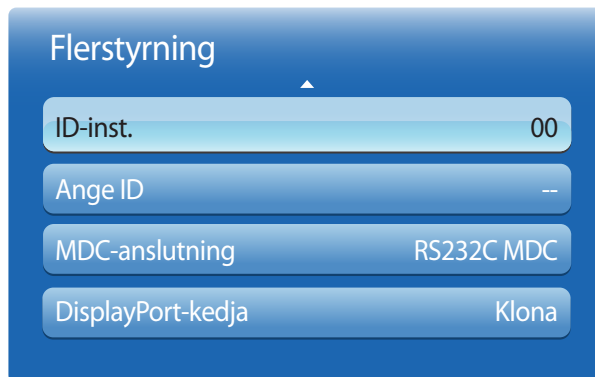 Flerstyrning
ID-inst. 00
Ange ID --
MDC-anslutning RS232C MDC
DisplayPort-kedja Klona